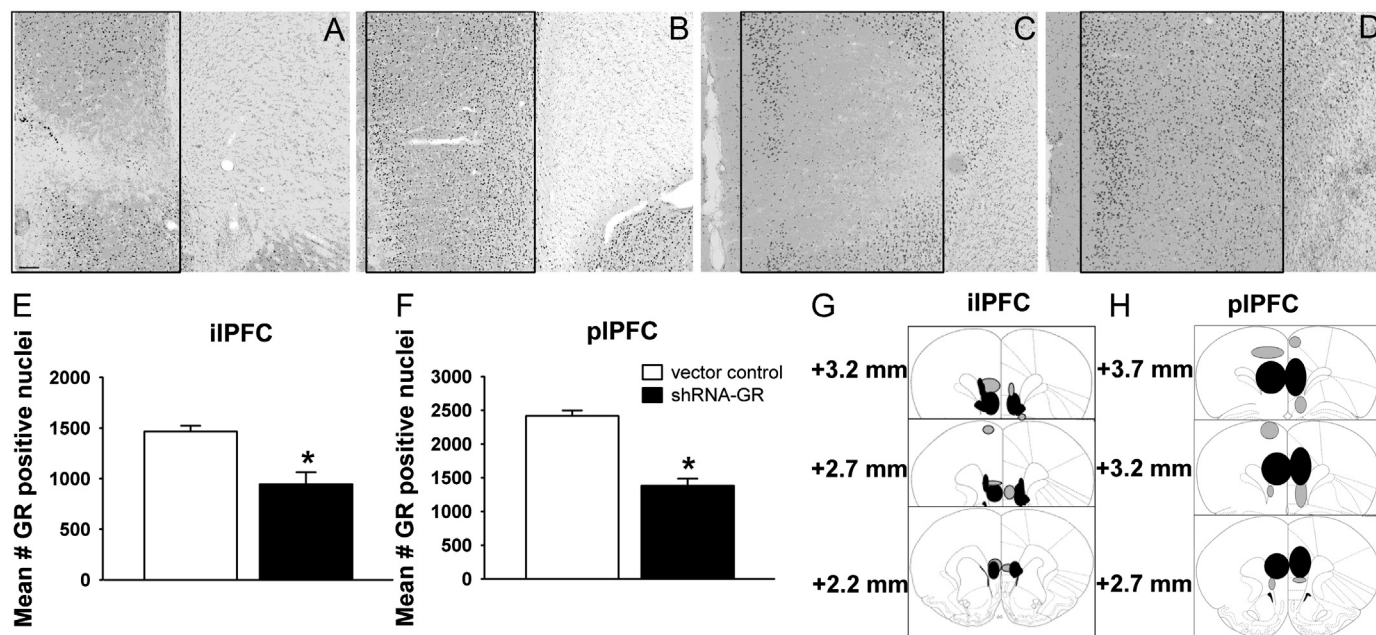 A
B
C
D
E
ilPFC
Mean # GR positive nuclei
2000
1500
1000
500
0
*
F
plPFC
Mean # GR positive nuclei
3000
2500
2000
1500
1000
500
0
vector control
shRNA-GR
*
G
ilPFC
+3.2 mm
+2.7 mm
+2.2 mm
H
plPFC
+3.7 mm
+3.2 mm
+2.7 mm